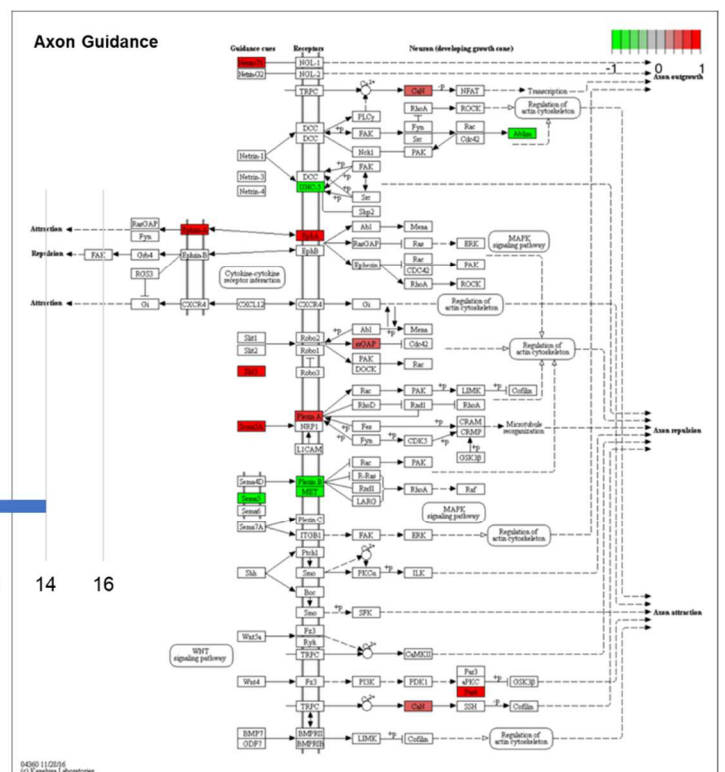 Axon Guidance
-1 0 1
Guidance cues Receptors Neuron (developing growth cone)
NGL-1
Netrin-G2 NGL-2
Axon outgrowth
TRPC Ca2+ CaN -p NFAT Transcription
PLCγ RhoA ROCK Regulation of
actin cytoskeleton
DCC +p FAK Fyn Rac Ablim
DCC Src Cdc42
Nck1 PAK
Netrin-1
Netrin-3 DCC FAK
Netrin-4 UNC-5 +p
Src
Shp2
RasGAP
Fyn
Attraction EphA Abl Mena
Repulsion FAK Grb4 Ephrin-B EphB RasGAP Ras ERK MAPK
signaling pathway
RGS3 Ephexin Rac PAK
CDC42
RhoA ROCK
Cytokine-cytokine
receptor interaction
Attraction Gi CXCR4 CXCL12 CXCR4 Gi Regulation of
actin cytoskeleton
Slit1 Robo2 Abl +p Mena
Slit2 Robo1 srGAP Cdc42 Regulation of
actin cytoskeleton
PAK
DOCK Rac
Slit3 Robo3
Rac PAK +p LIMK +p Cofilin
RhoD Rnd1 RhoA
Sema3A Plexin A
NRP1 Fes +p CRAM
CRMP Microtubule
reorganization
Axon repulsion
Fyn +p CDK5 +p
L1CAM GSK3β
Rac PAK
Sema4D Plexin B R-Ras
Sema5 MET Rnd1 RhoA Raf
Sema6 LARG
MAPK
signaling pathway
Sema7A Plexin-C
ITGB1 FAK ERK Regulation of
actin cytoskeleton
Ptch1
Shh Smo PKCα ILK
Boc
Smo +p SFK Axon attraction
14 16
Wnt5a Fz3
Ryk
WNT
signaling pathway
TRPC Ca2+ CaMKII
Par3
Wnt4 Fz3 PI3K PDK1 aPKC +p GSK3β
Par6
TRPC Ca2+ CaN SSH -p Cofilin
BMP7 BMPRII LIMK +p Cofilin Regulation of
actin cytoskeleton
GDF7 BMPRIB
04360 11/28/16
(c) Kanehisa Laboratories